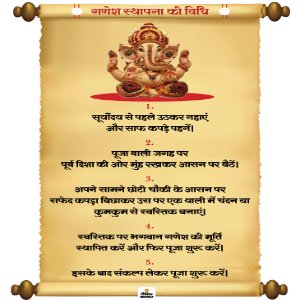 गणेश स्थापना की विधि
1.
सूर्योदय से पहले उठकर नहाएं
और साफ कपड़े पहनें।
2.
पूजा वाली जगह पर
पूर्व दिशा की ओर मुंह रखकर आसन पर बैठें।
3.
अपने सामने छोटी चौकी के आसन पर
सफेद कपड़ा बिछाकर उस पर एक थाली में चंदन या
कुमकुम से स्वस्तिक बनाएं।
4.
स्वस्तिक पर भगवान गणेश की मूर्ति
स्थापित करें और फिर पूजा शुरू करें।
5.
इसके बाद संकल्प लेकर पूजा शुरू करें।